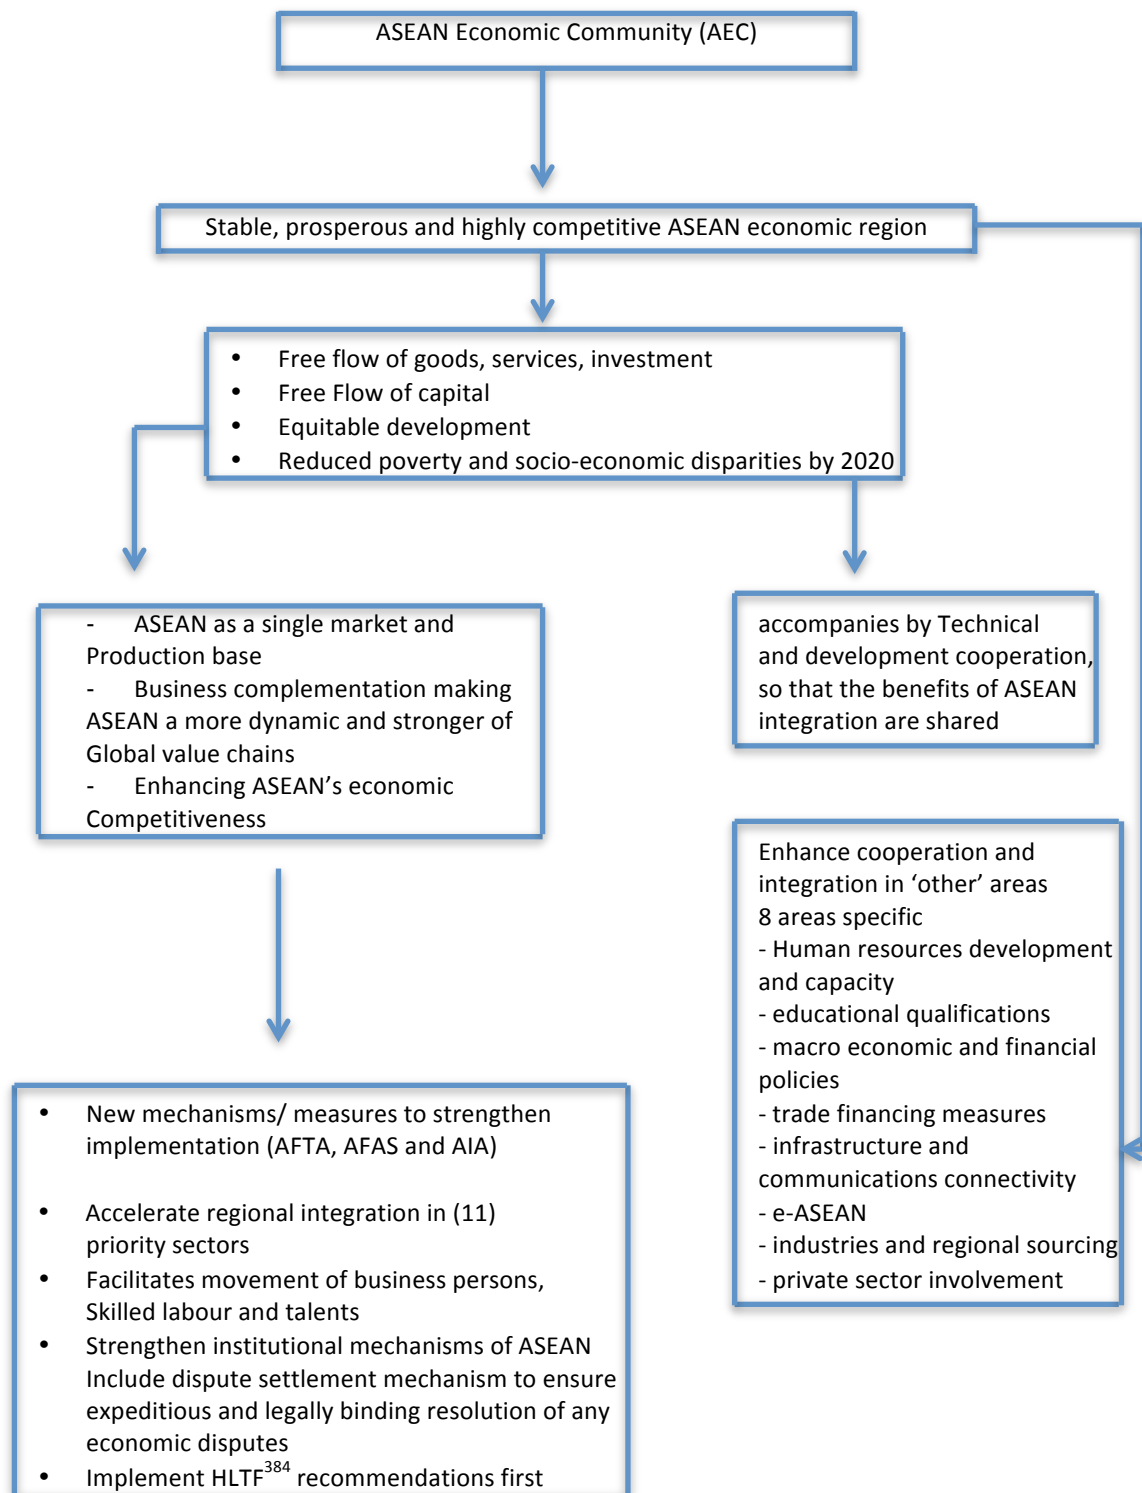 ASEAN Economic Community (AEC)
Stable, prosperous and highly competitive ASEAN economic region
• Free flow of goods, services, investment
• Free Flow of capital
• Equitable development
• Reduced poverty and socio-economic disparities by 2020
- ASEAN as a single market and
Production base
- Business complementation making
ASEAN a more dynamic and stronger of
Global value chains
- Enhancing ASEAN’s economic
Competitiveness
accompanies by Technical
and development cooperation,
so that the benefits of ASEAN
integration are shared
Enhance cooperation and
integration in ‘other’ areas
8 areas specific
- Human resources development
and capacity
- educational qualifications
- macro economic and financial
policies
- trade financing measures
- infrastructure and
communications connectivity
- e-ASEAN
- industries and regional sourcing
- private sector involvement
• New mechanisms/ measures to strengthen
implementation (AFTA, AFAS and AIA)
• Accelerate regional integration in (11)
priority sectors
• Facilitates movement of business persons,
Skilled labour and talents
• Strengthen institutional mechanisms of ASEAN
Include dispute settlement mechanism to ensure
expeditious and legally binding resolution of any
economic disputes
• Implement HLTF384 recommendations first